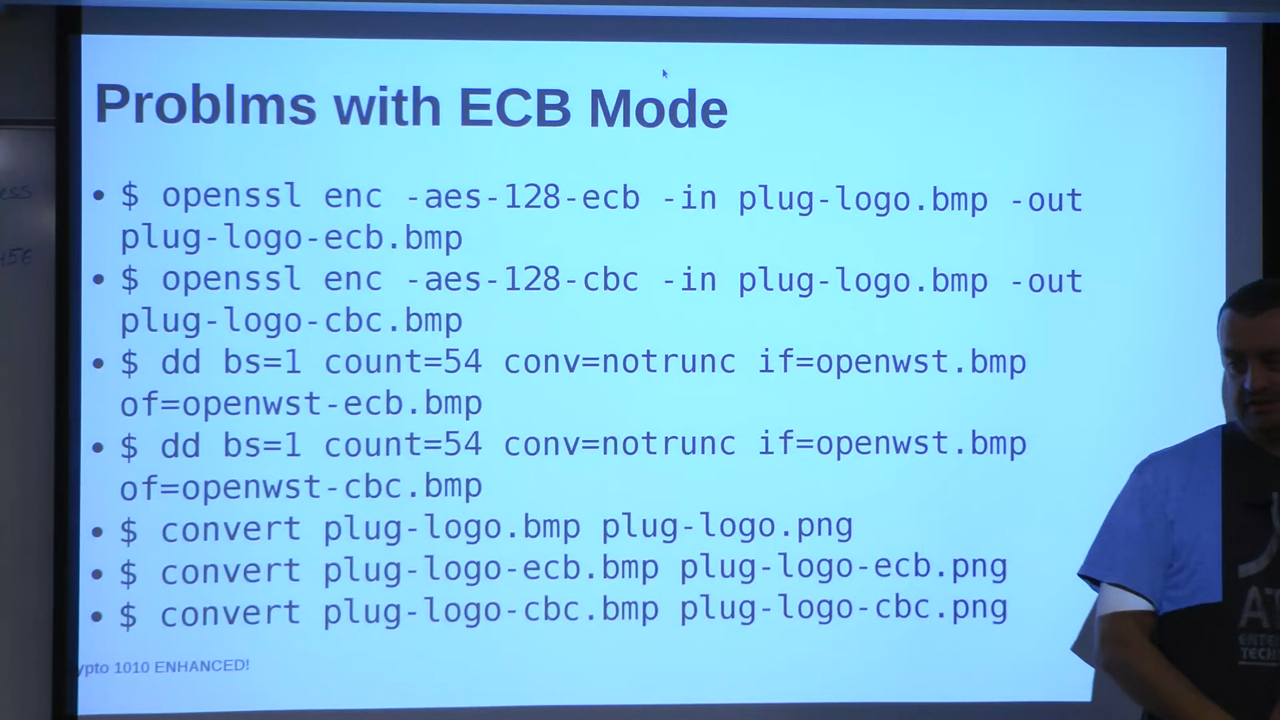 Problms with ECB Mode
• $ openssl enc -aes-128-ecb -in plug-logo.bmp -out
plug-logo-ecb.bmp
• $ openssl enc -aes-128-cbc -in plug-logo.bmp -out
plug-logo-cbc.bmp
• $ dd bs=1 count=54 conv=notrunc if=openwst.bmp
of=openwst-ecb.bmp
• $ dd bs=1 count=54 conv=notrunc if=openwst.bmp
of=openwst-cbc.bmp
• $ convert plug-logo.bmp plug-logo.png
• $ convert plug-logo-ecb.bmp plug-logo-ecb.png
• $ convert plug-logo-cbc.bmp plug-logo-cbc.png
ypto 1010 ENHANCED!